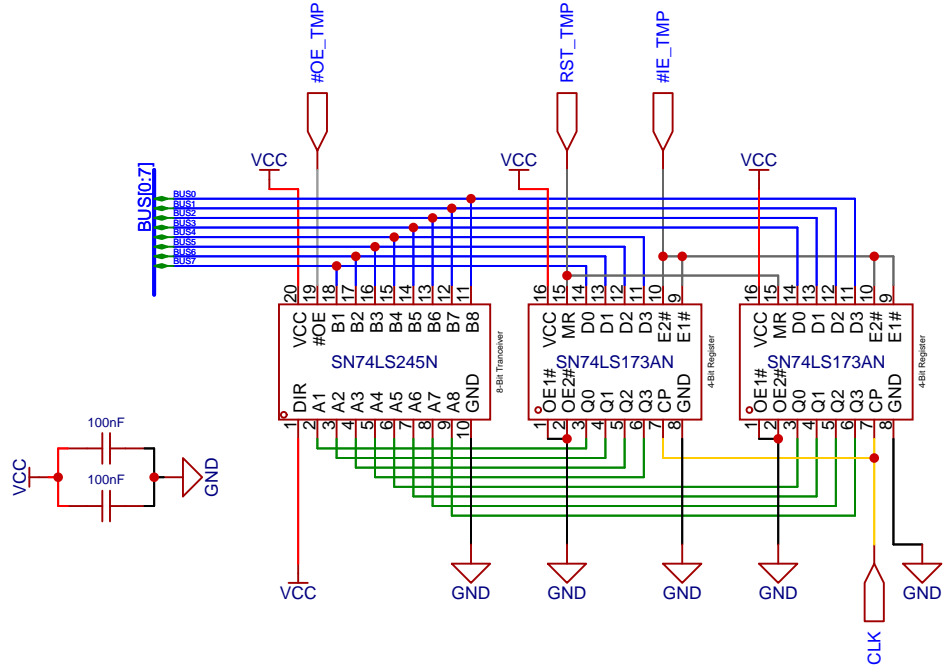 #OE_TMP
RST_TMP
#IE_TMP
VCC
VCC
VCC
BUS[0:7]
BUS0
BUS1
BUS2
BUS3
BUS4
BUS5
BUS6
BUS7
20 19 18 17 16 15 14 13 12 11
VCC #OE B1 B2 B3 B4 B5 B6 B7 B8
SN74LS245N
8-Bit Tranceiver
DIR A1 A2 A3 A4 A5 A6 A7 A8 GND
1 2 3 4 5 6 7 8 9 10
16 15 14 13 12 11 10 9
VCC MR D0 D1 D2 D3 E2# E1#
SN74LS173AN
4-Bit Register
OE1# OE2# Q0 Q1 Q2 Q3 CP GND
1 2 3 4 5 6 7 8
16 15 14 13 12 11 10 9
VCC MR D0 D1 D2 D3 E2# E1#
SN74LS173AN
4-Bit Register
OE1# OE2# Q0 Q1 Q2 Q3 CP GND
1 2 3 4 5 6 7 8
100nF
VCC
100nF
GND
VCC
GND
GND
GND
GND
GND
CLK